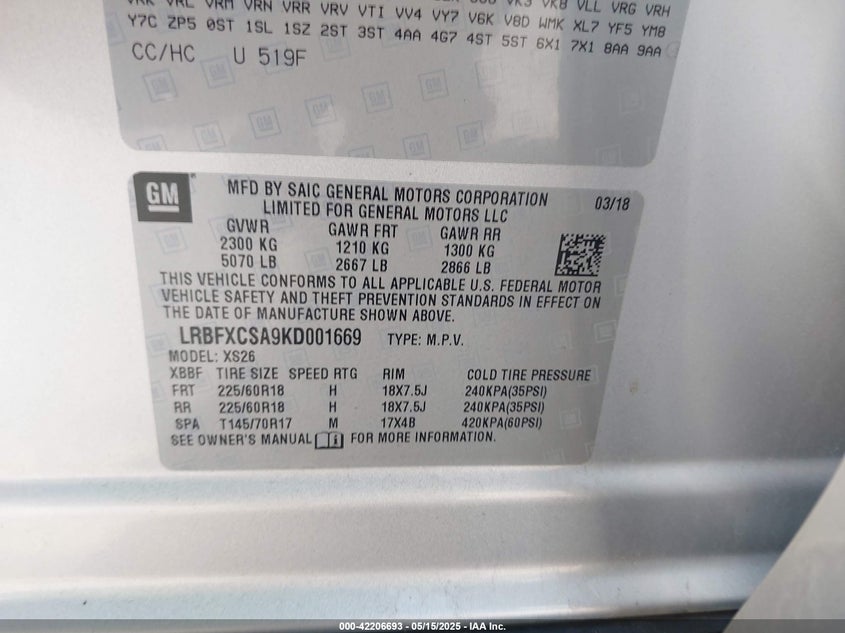 VRK VRL VRM VRN VRR VRV VTI VV4 VY7 V6K V8D WMK XL7 YF5 YM8
Y7C ZP5 0ST 1SL 1SZ 2ST 3ST 4AA 4G7 4ST 5ST 6X1 7X1 8AA 9AA
CC/HC U 519F
GM
MFD BY SAIC GENERAL MOTORS CORPORATION 03/18
LIMITED FOR GENERAL MOTORS LLC
GVWR GAWR FRT GAWR RR
2300 KG 1210 KG 1300 KG
5070 LB 2667 LB 2866 LB
THIS VEHICLE CONFORMS TO ALL APPLICABLE U.S. FEDERAL MOTOR
VEHICLE SAFETY AND THEFT PREVENTION STANDARDS IN EFFECT ON
THE DATE OF MANUFACTURE SHOWN ABOVE.
LRBFXCSA9KD001669 TYPE: M.P.V.
MODEL: XS26
XBBF TIRE SIZE SPEED RTG RIM COLD TIRE PRESSURE
FRT 225/60R18 H 18X7.5J 240KPA(35PSI)
RR 225/60R18 H 18X7.5J 240KPA(35PSI)
SPA T145/70R17 M 17X4B 420KPA(60PSI)
SEE OWNER'S MANUAL FOR MORE INFORMATION.
000-42206693 - 05/15/2025 - IAA Inc.